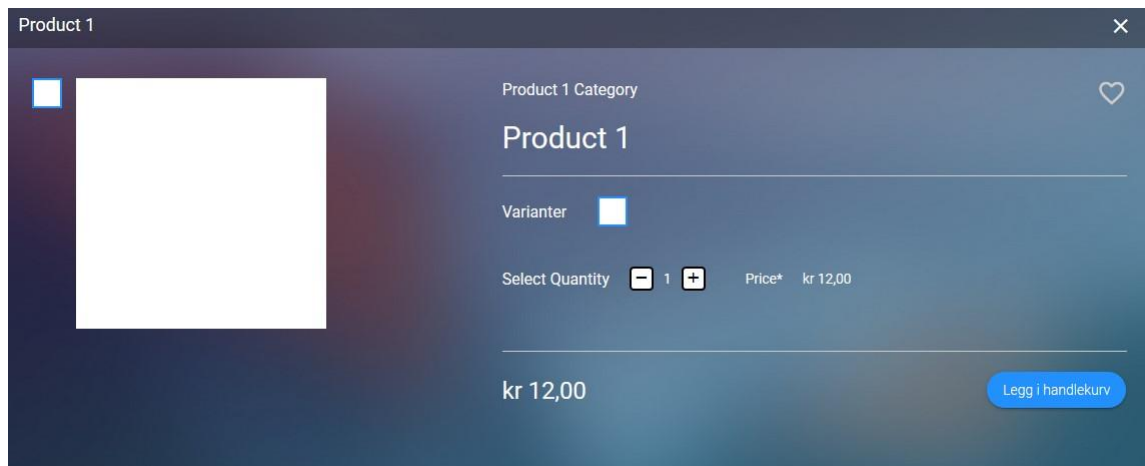 Product 1
Product 1 Category
Product 1
Varianter
Select Quantity 1 Price* kr 12,00
kr 12,00 Legg i handlekurv